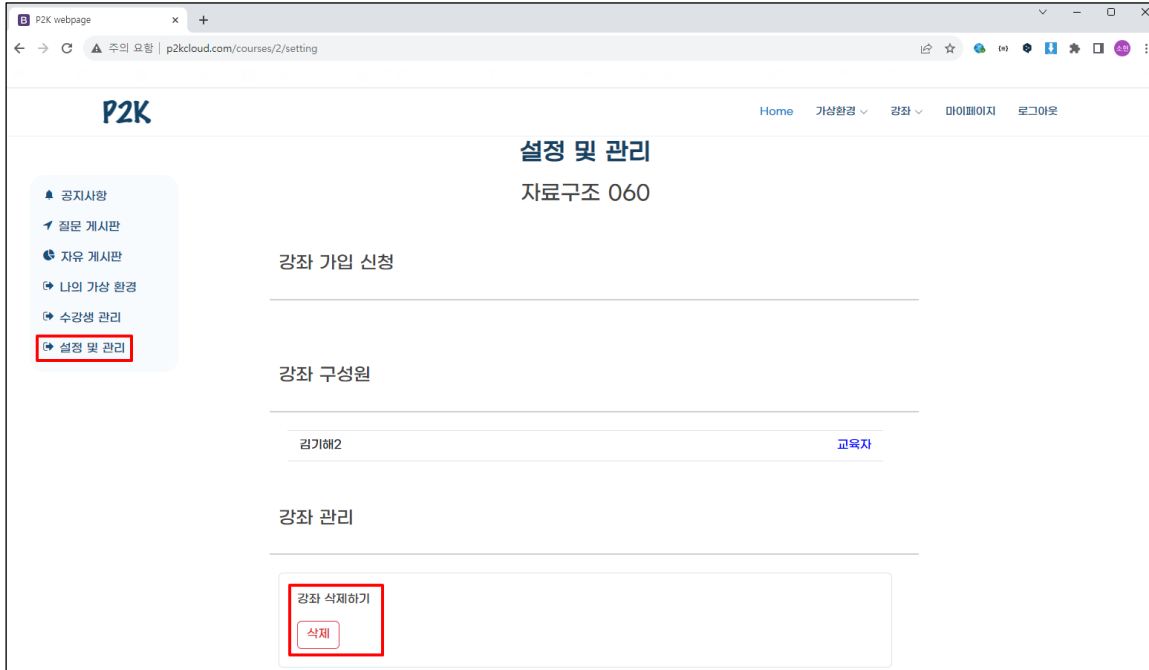 P2K webpage
주의 요함 | p2kcloud.com/courses/2/setting
소현
P2K
Home 가상환경 강좌 마이페이지 로그아웃
설정 및 관리
자료구조 060
공지사항
질문 게시판
자유 게시판
나의 가상 환경
수강생 관리
설정 및 관리
강좌 가입 신청
강좌 구성원
김기해2 교육자
강좌 관리
강좌 삭제하기
삭제